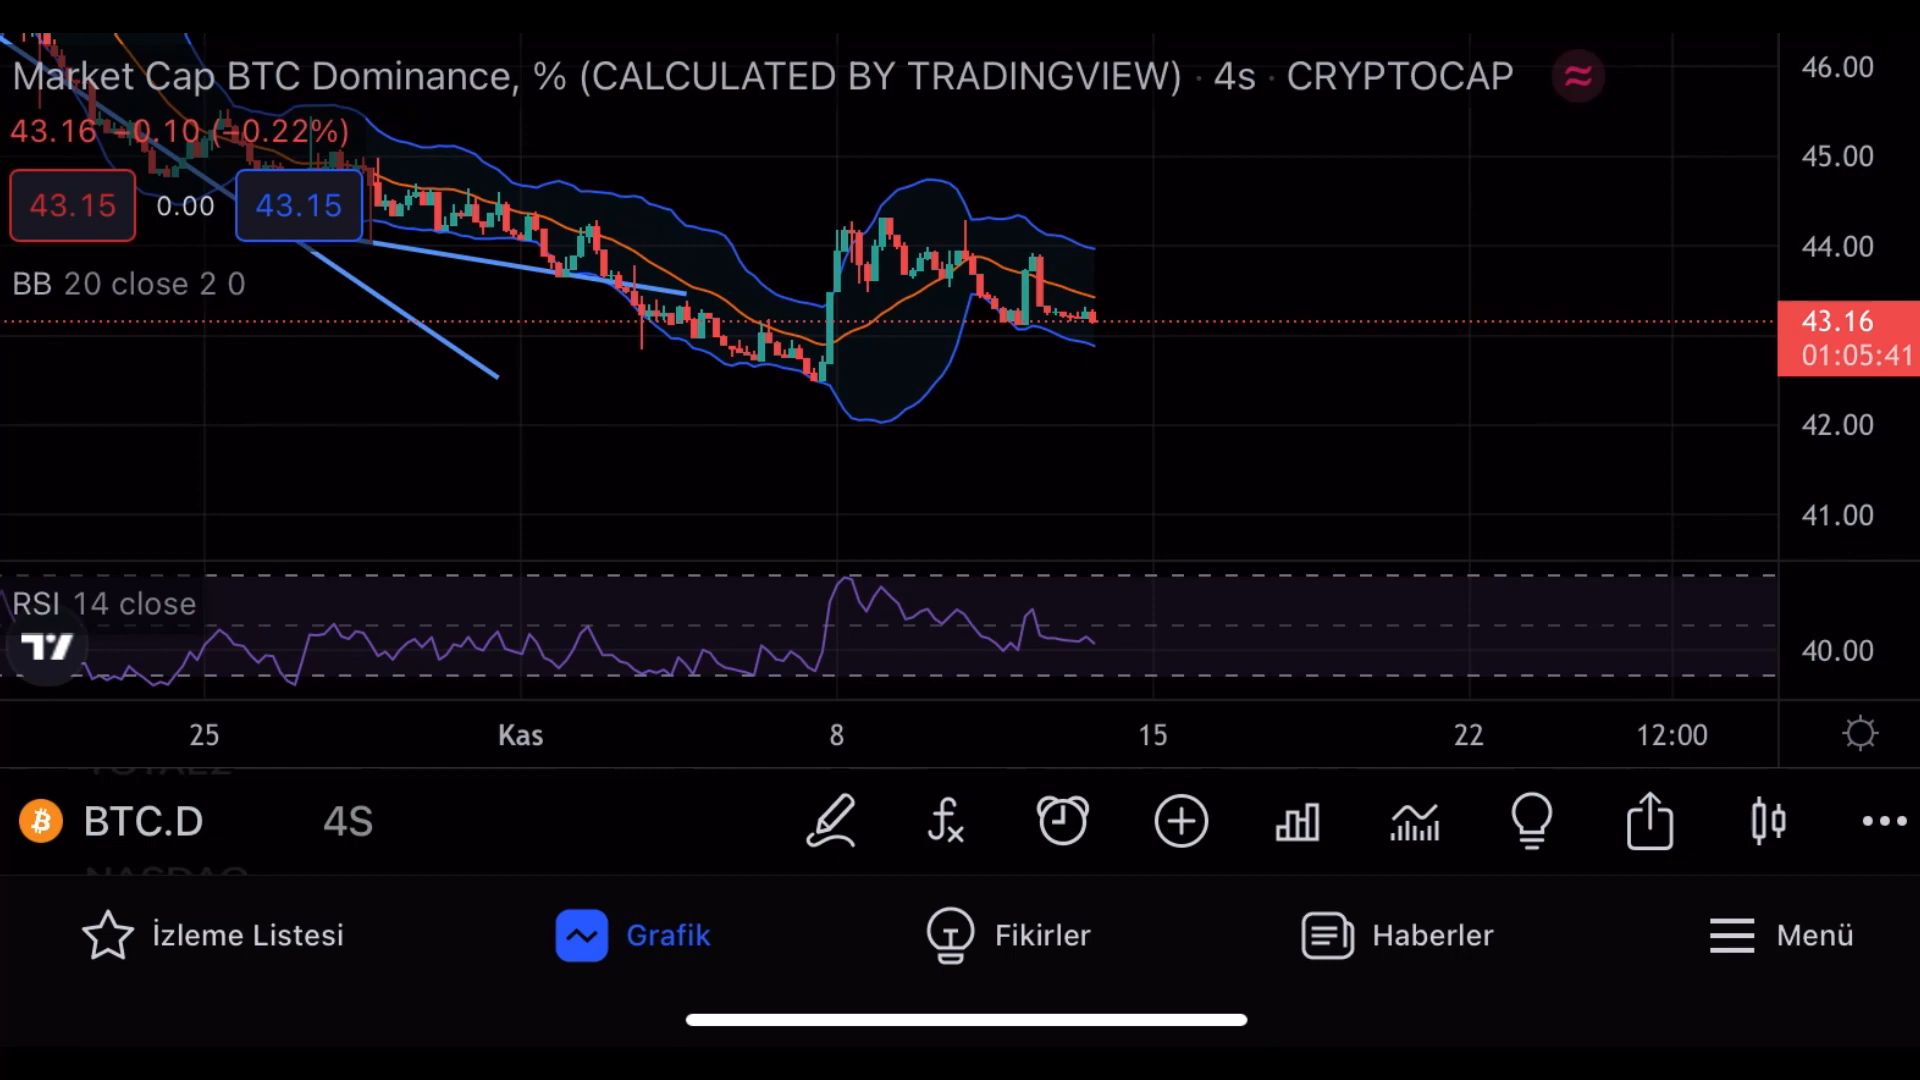 Market Cap BTC Dominance, % (CALCULATED BY TRADINGVIEW) · 4s · CRYPTOCAP
43.16 −0.10 (−0.22%)
43.15 0.00 43.15
BB 20 close 2 0
46.00
45.00
44.00
43.16
01:05:41
42.00
41.00
RSI 14 close
40.00
25 Kas 8 15 22 12:00
BTC.D 4S
İzleme Listesi Grafik Fikirler Haberler Menü